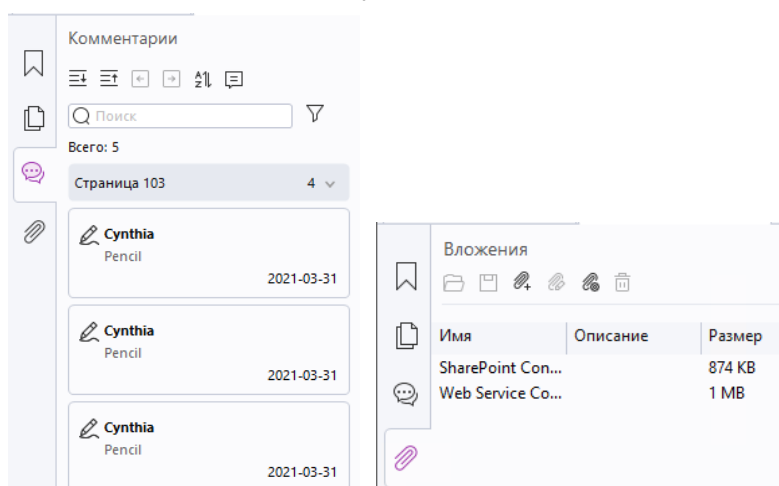 Комментарии
Поиск
Всего: 5
Страница 103 4
Cynthia
Pencil
2021-03-31
Cynthia
Pencil
2021-03-31
Cynthia
Pencil
2021-03-31
Вложения
Имя Описание Размер
SharePoint Con... 874 KB
Web Service Co... 1 MB